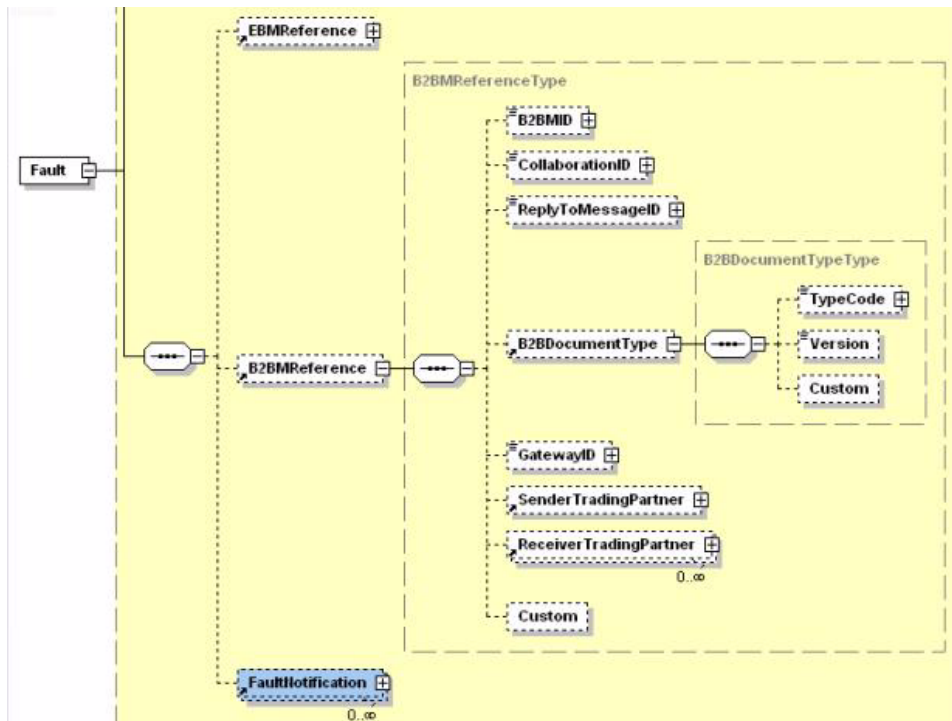 EBMReference
B2BMReferenceType
B2BMID
CollaborationID
Fault
ReplyToMessageID
B2BDocumentTypeType
TypeCode
B2BDocumentType
Version
B2BMReference
Custom
GatewayID
SenderTradingPartner
ReceiverTradingPartner
0..∞
Custom
FaultNotification
0..∞